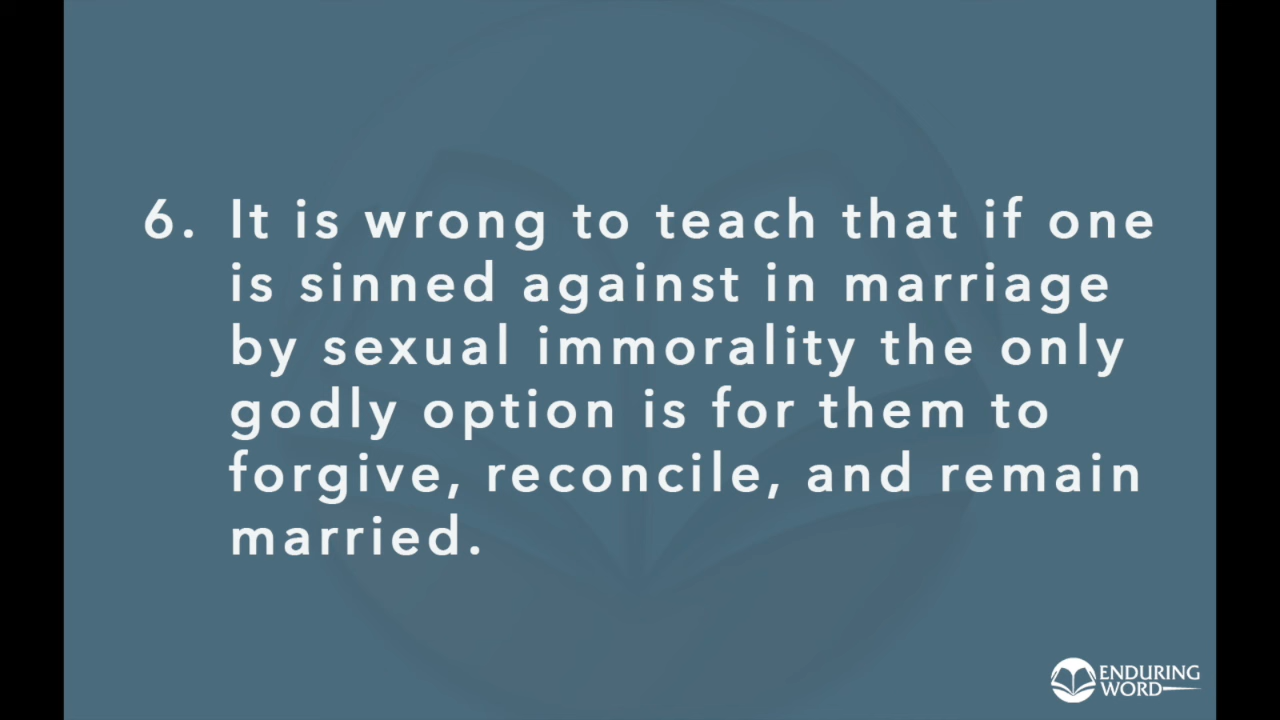 6. It is wrong to teach that if one
is sinned against in marriage
by sexual immorality the only
godly option is for them to
forgive, reconcile, and remain
married.
ENDURING
WORD